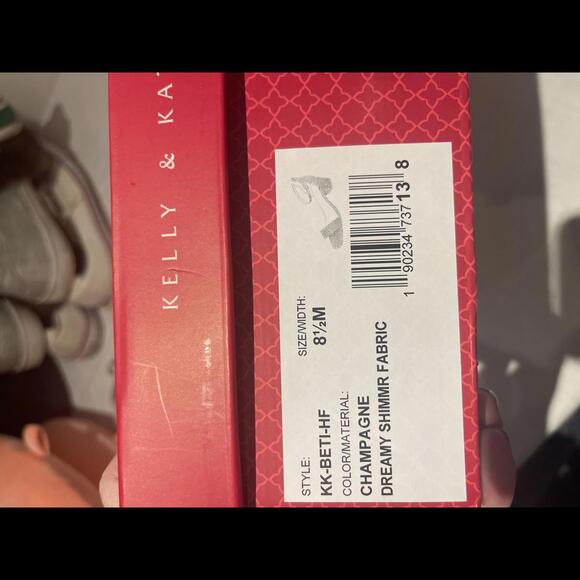 KELLY & KAT
STYLE:
KK-BETI-HF
SIZE/WIDTH:
8½M
COLOR/MATERIAL:
CHAMPAGNE
DREAMY SHIMMR FABRIC
1 90234 73713 8